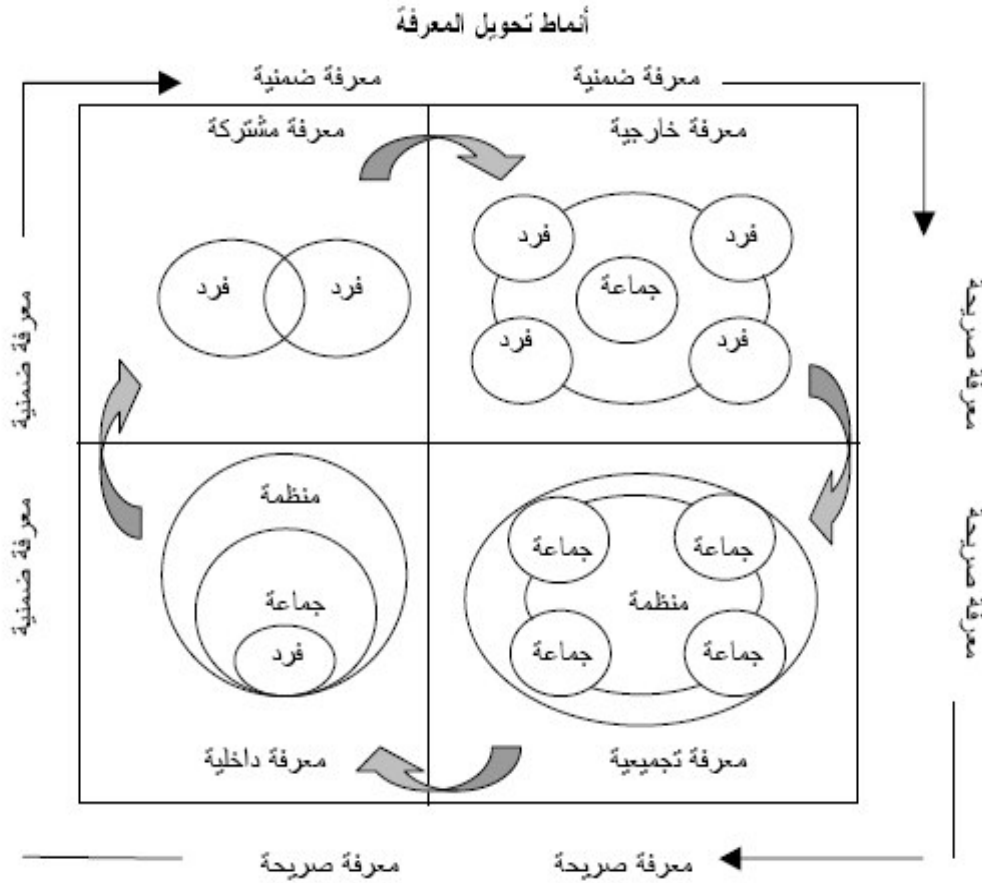 أنماط تحويل المعرفة
معرفة ضمنية
معرفة ضمنية
معرفة خارجية
معرفة مشتركة
فرد
فرد
جماعة
فرد
فرد
فرد
فرد
معرفة صريحة
معرفة ضمنية
جماعة
جماعة
منظمة
جماعة
جماعة
معرفة تجميعية
منظمة
جماعة
فرد
معرفة داخلية
معرفة صريحة
معرفة ضمنية
معرفة صريحة
معرفة صريحة